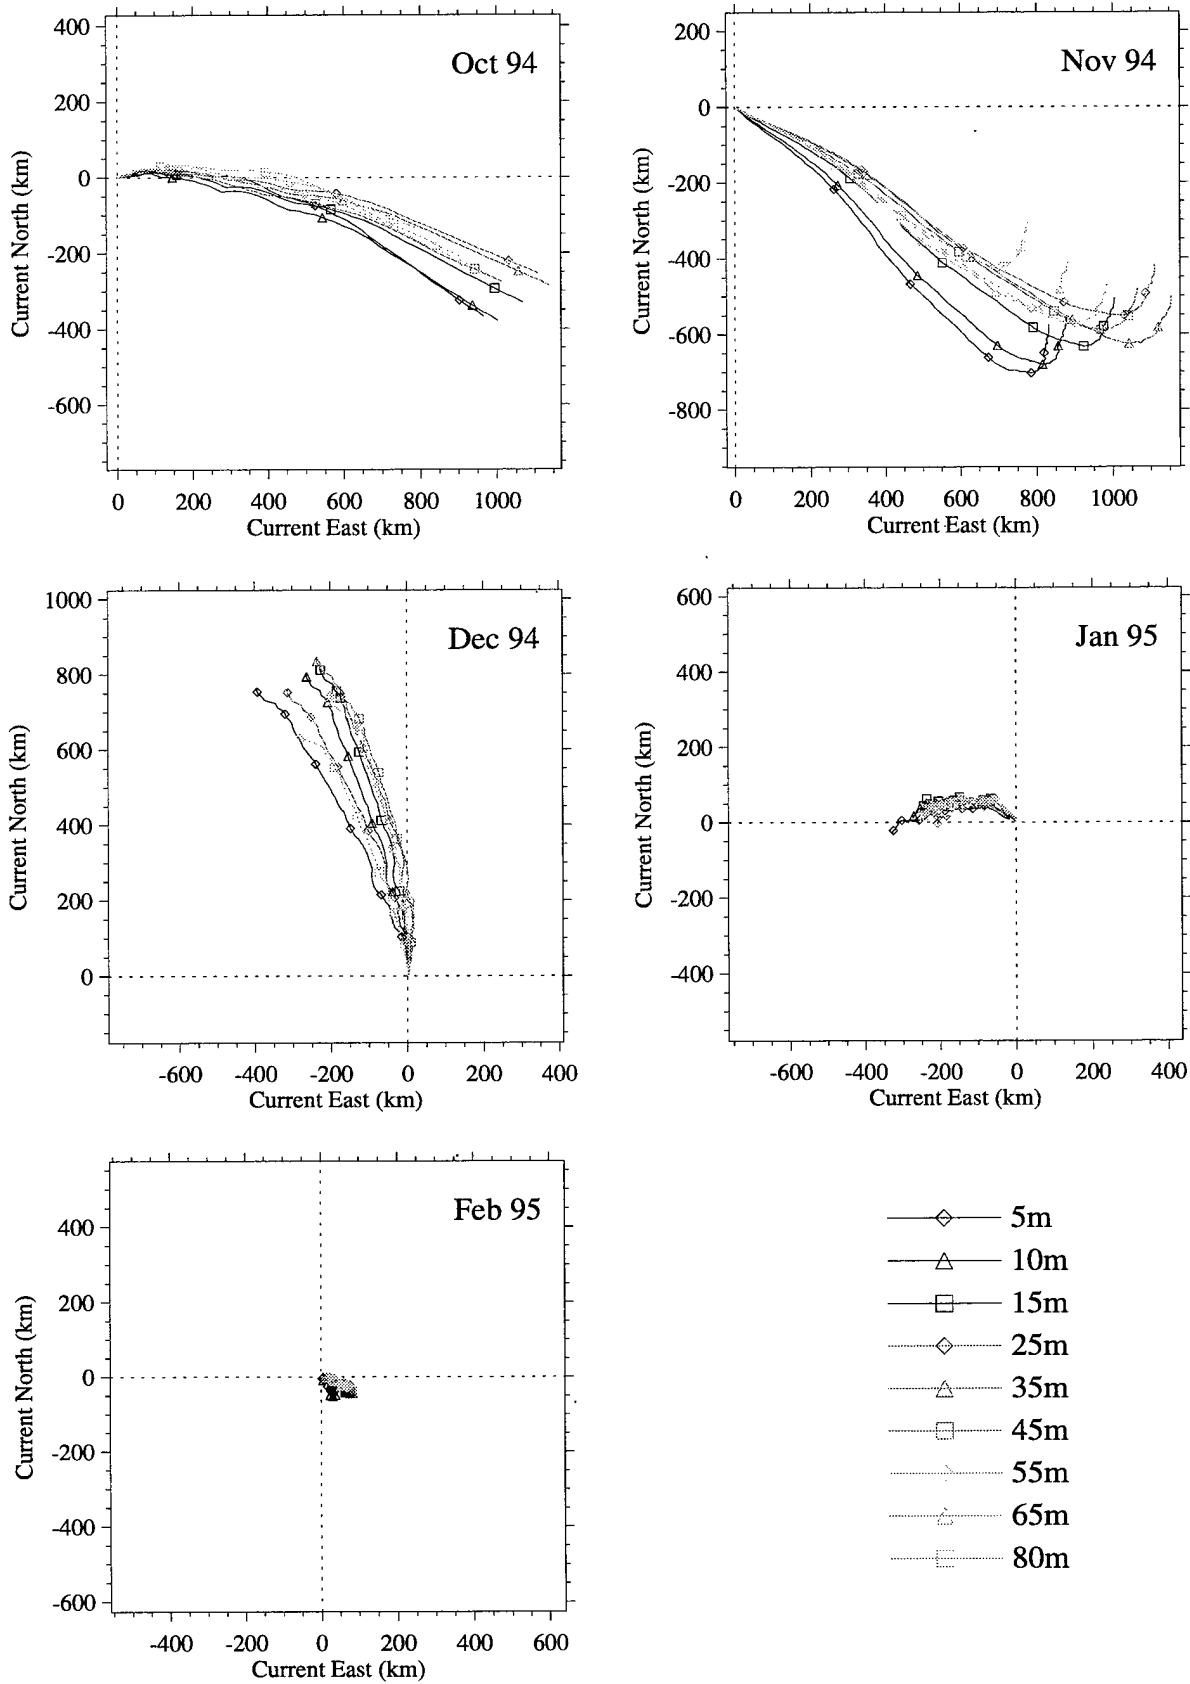 Oct 94
400
200
0
-200
-400
-600
Current North (km)
0 200 400 600 800 1000
Current East (km)
Nov 94
200
0
-200
-400
-600
-800
Current North (km)
0 200 400 600 800 1000
Current East (km)
Dec 94
1000
800
600
400
200
0
Current North (km)
-600 -400 -200 0 200 400
Current East (km)
Jan 95
600
400
200
0
-200
-400
Current North (km)
-600 -400 -200 0 200 400
Current East (km)
Feb 95
400
200
0
-200
-400
-600
Current North (km)
-400 -200 0 200 400 600
Current East (km)
5m
10m
15m
25m
35m
45m
55m
65m
80m